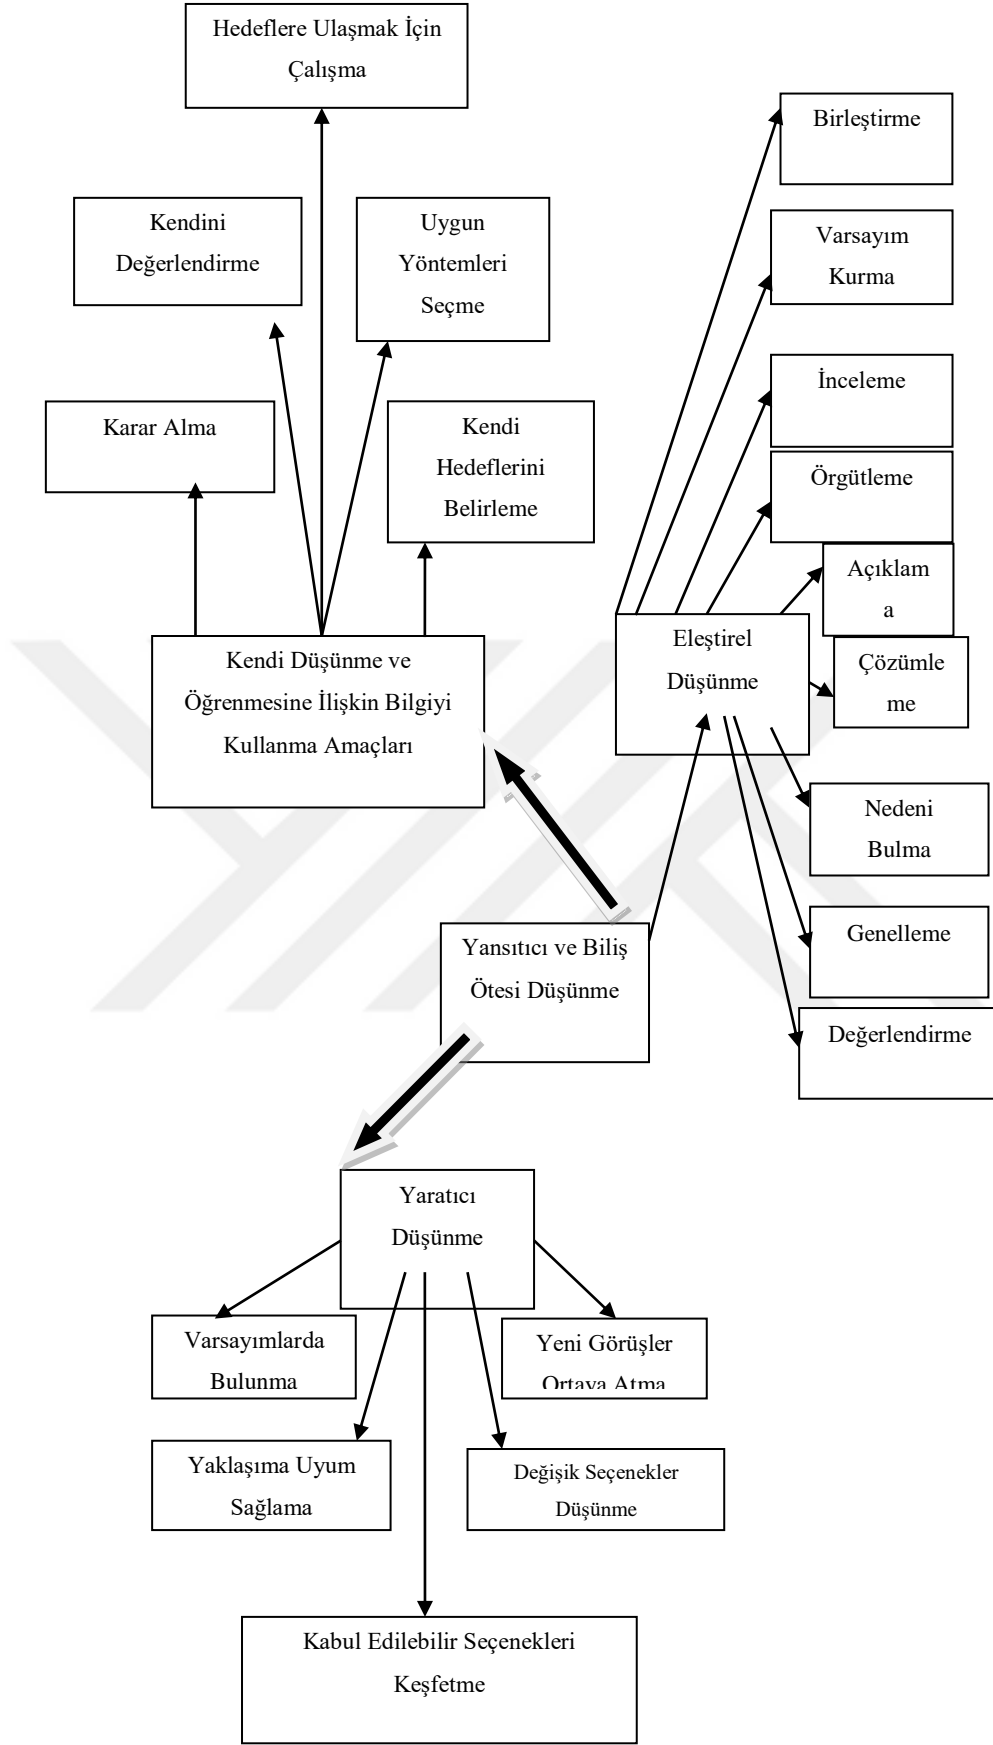 Hedeflere Ulaşmak İçin
Çalışma
Birleştirme
Kendini
Değerlendirme
Uygun
Yöntemleri
Seçme
Varsayım
Kurma
İnceleme
Karar Alma
Kendi
Hedeflerini
Belirleme
Örgütleme
Açıklam
a
Eleştirel
Düşünme
Çözümle
me
Kendi Düşünme ve
Öğrenmesine İlişkin Bilgiyi
Kullanma Amaçları
Nedeni
Bulma
Genelleme
Yansıtıcı ve Biliş
Ötesi Düşünme
Değerlendirme
Yaratıcı
Düşünme
Varsayımlarda
Bulunma
Yeni Görüşler
Ortaya Atma
Yaklaşıma Uyum
Sağlama
Değişik Seçenekler
Düşünme
Kabul Edilebilir Seçenekleri
Keşfetme